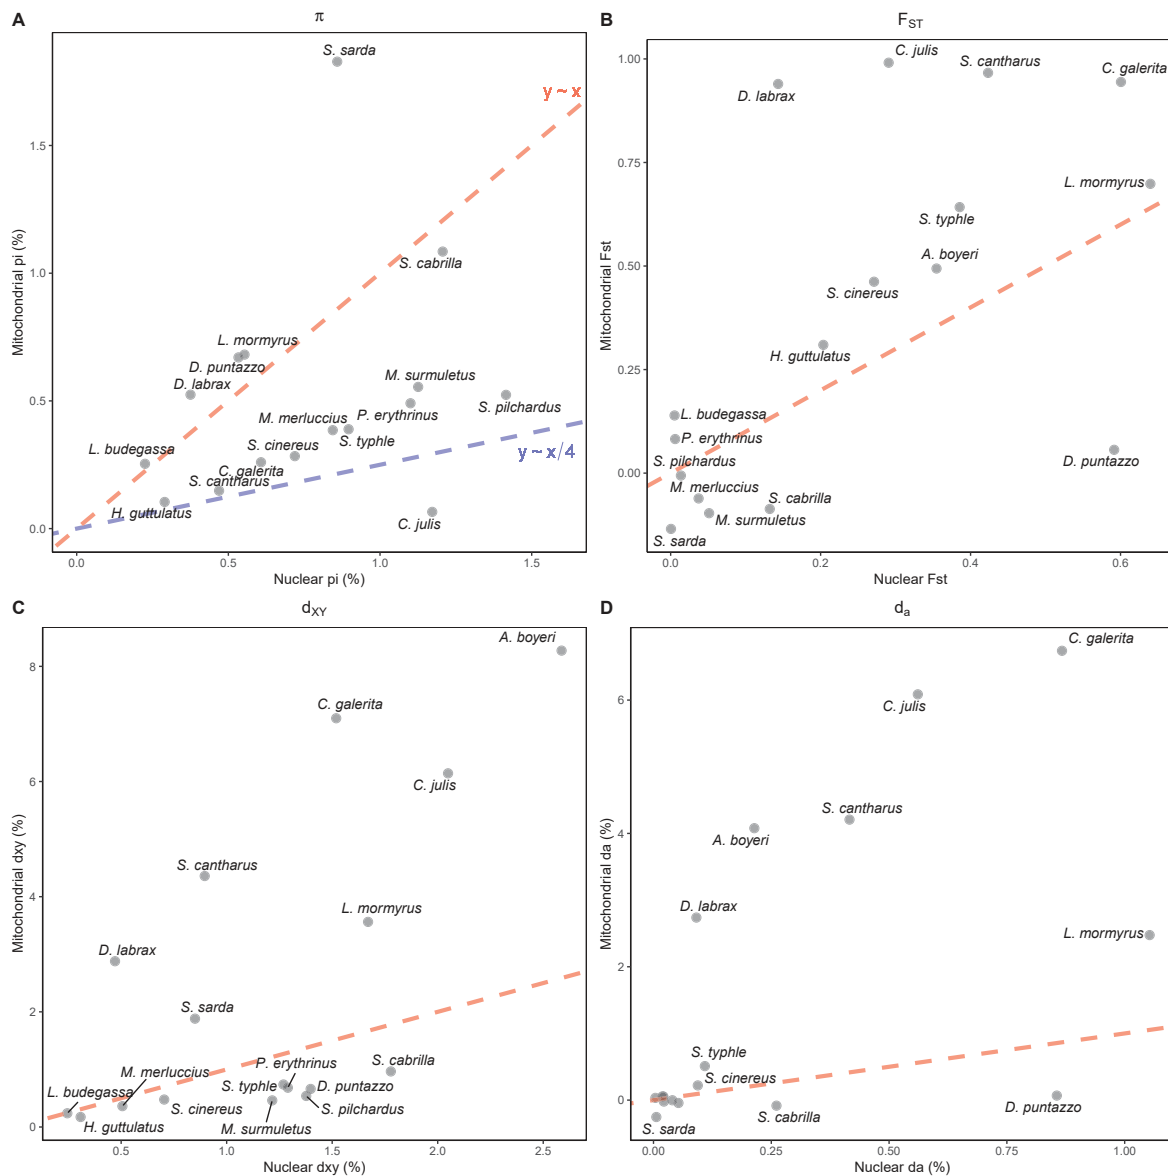 A
π
S. sarda
y ~ x
S. cabrilla
L. mormyrus
D. puntazzo
D. labrax
M. surmuletus
S. pilchardus
P. erythrinus
M. merluccius
S. typhle
L. budegassa
S. cinereus
y ~ x/4
C. galerita
S. cantharus
H. guttulatus
C. julis
1.5
1.0
0.5
0.0
Mitochondrial pi (%)
0.0 0.5 1.0 1.5
Nuclear pi (%)
B
FST
C. julis
S. cantharus
C. galerita
D. labrax
L. mormyrus
S. typhle
A. boyeri
S. cinereus
H. guttulatus
L. budegassa
P. erythrinus
S. pilchardus
D. puntazzo
M. merluccius
S. cabrilla
M. surmuletus
S. sarda
1.00
0.75
0.50
0.25
0.00
Mitochondrial Fst
0.0 0.2 0.4 0.6
Nuclear Fst
C
dXY
A. boyeri
C. galerita
C. julis
S. cantharus
L. mormyrus
D. labrax
S. sarda
P. erythrinus
S. cabrilla
M. merluccius
L. budegassa
S. typhle
D. puntazzo
S. cinereus
S. pilchardus
H. guttulatus
M. surmuletus
8
6
4
2
0
Mitochondrial dxy (%)
0.5 1.0 1.5 2.0 2.5
Nuclear dxy (%)
D
da
C. galerita
C. julis
S. cantharus
A. boyeri
D. labrax
L. mormyrus
S. typhle
S. cinereus
D. puntazzo
S. cabrilla
S. sarda
6
4
2
0
Mitochondrial da (%)
0.00 0.25 0.50 0.75 1.00
Nuclear da (%)